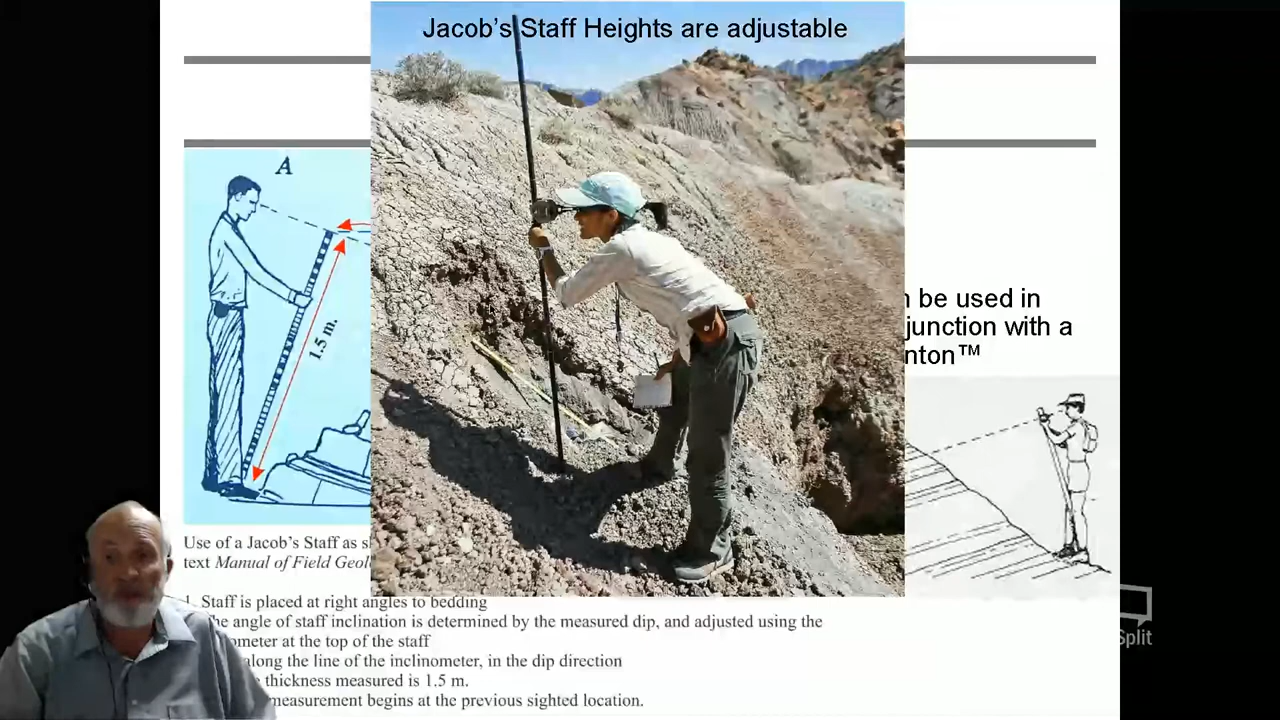 Jacob's Staff Heights are adjustable
A
1.5 m.
be used in
junction with a
nton™
Use of a Jacob's Staff as
text Manual of Field
1. Staff is placed at right angles to bedding
he angle of staff inclination is determined by the measured dip, and adjusted using the
ometer at the top of the staff
along the line of the inclinometer, in the dip direction
thickness measured is 1.5 m.
measurement begins at the previous sighted location.
Split